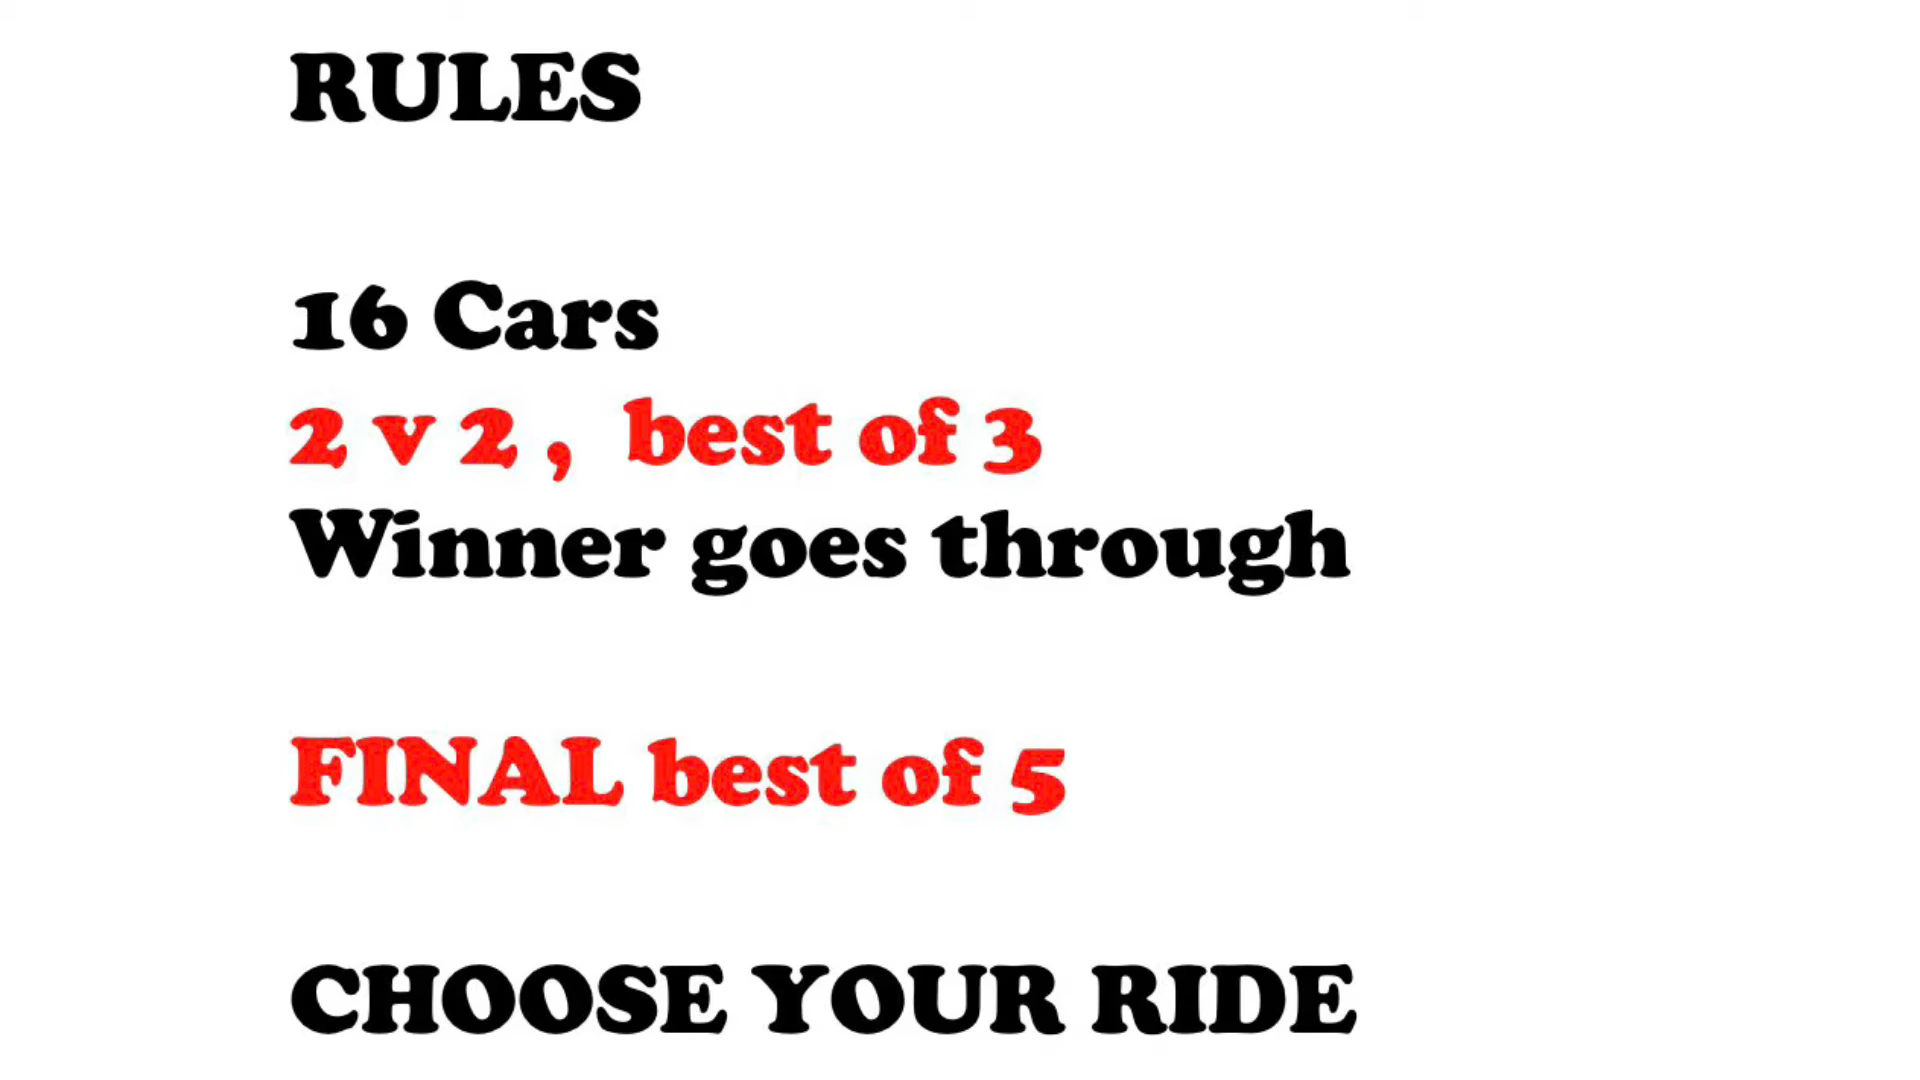 RULES
16 Cars
2 v 2 , best of 3
Winner goes through
FINAL best of 5
CHOOSE YOUR RIDE